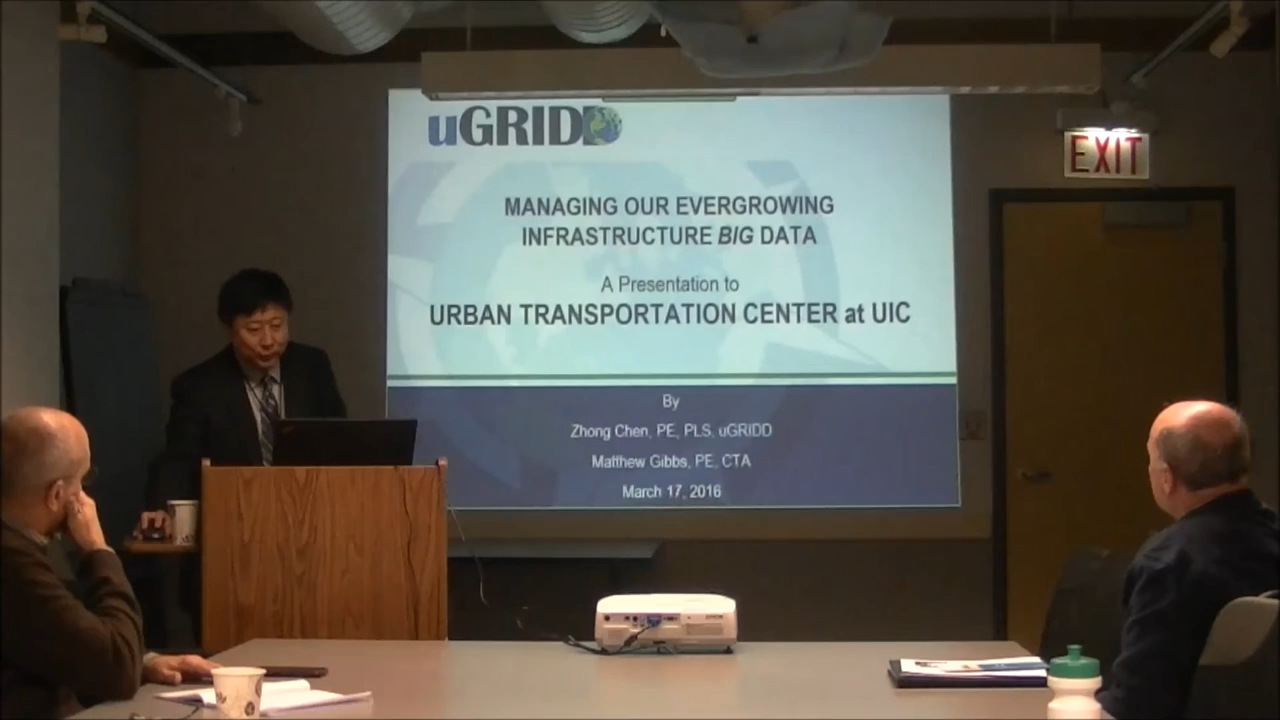 uGRIDD
EXIT
MANAGING OUR EVERGROWING
INFRASTRUCTURE BIG DATA
A Presentation to
URBAN TRANSPORTATION CENTER at UIC
By
Zhong Chen, PE, PLS, uGRIDD
Matthew Gibbs, PE, CTA
March 17, 2016